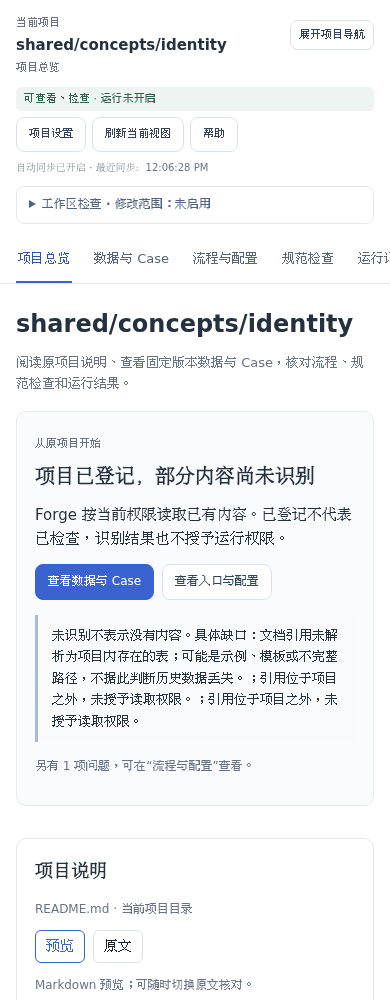 当前项目
shared/concepts/identity
展开项目导航
项目总览
可查看、检查 · 运行未开启
项目设置
刷新当前视图
帮助
自动同步已开启 · 最近同步：12:06:28 PM
▶ 工作区检查 · 修改范围：未启用
项目总览
数据与 Case
流程与配置
规范检查
运行
shared/concepts/identity
阅读原项目说明、查看固定版本数据与 Case，核对流程、规
范检查和运行结果。
从原项目开始
项目已登记，部分内容尚未识别
Forge 按当前权限读取已有内容。已登记不代表
已检查，识别结果也不授予运行权限。
查看数据与 Case
查看入口与配置
未识别不表示没有内容。具体缺口：文档引用未解
析为项目内存在的表；可能是示例、模板或不完整
路径，不据此判断历史数据丢失。；引用位于项目
之外，未授予读取权限。；引用位于项目之外，未
授予读取权限。
另有 1 项问题，可在“流程与配置”查看。
项目说明
README.md · 当前项目目录
预览
原文
Markdown 预览；可随时切换原文核对。